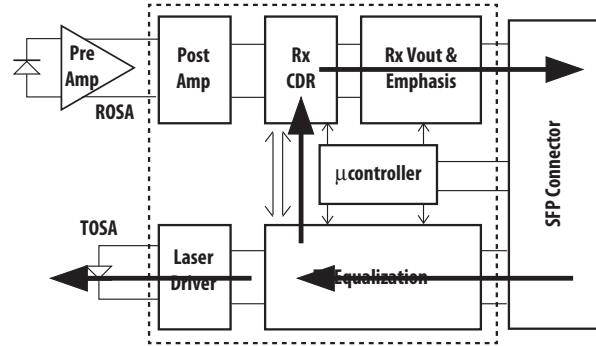 Pre
Amp
ROSA
Post
Amp
Rx
CDR
Rx Vout &
Emphasis
μcontroller
SFP Connector
TOSA
Laser
Driver
Equalization